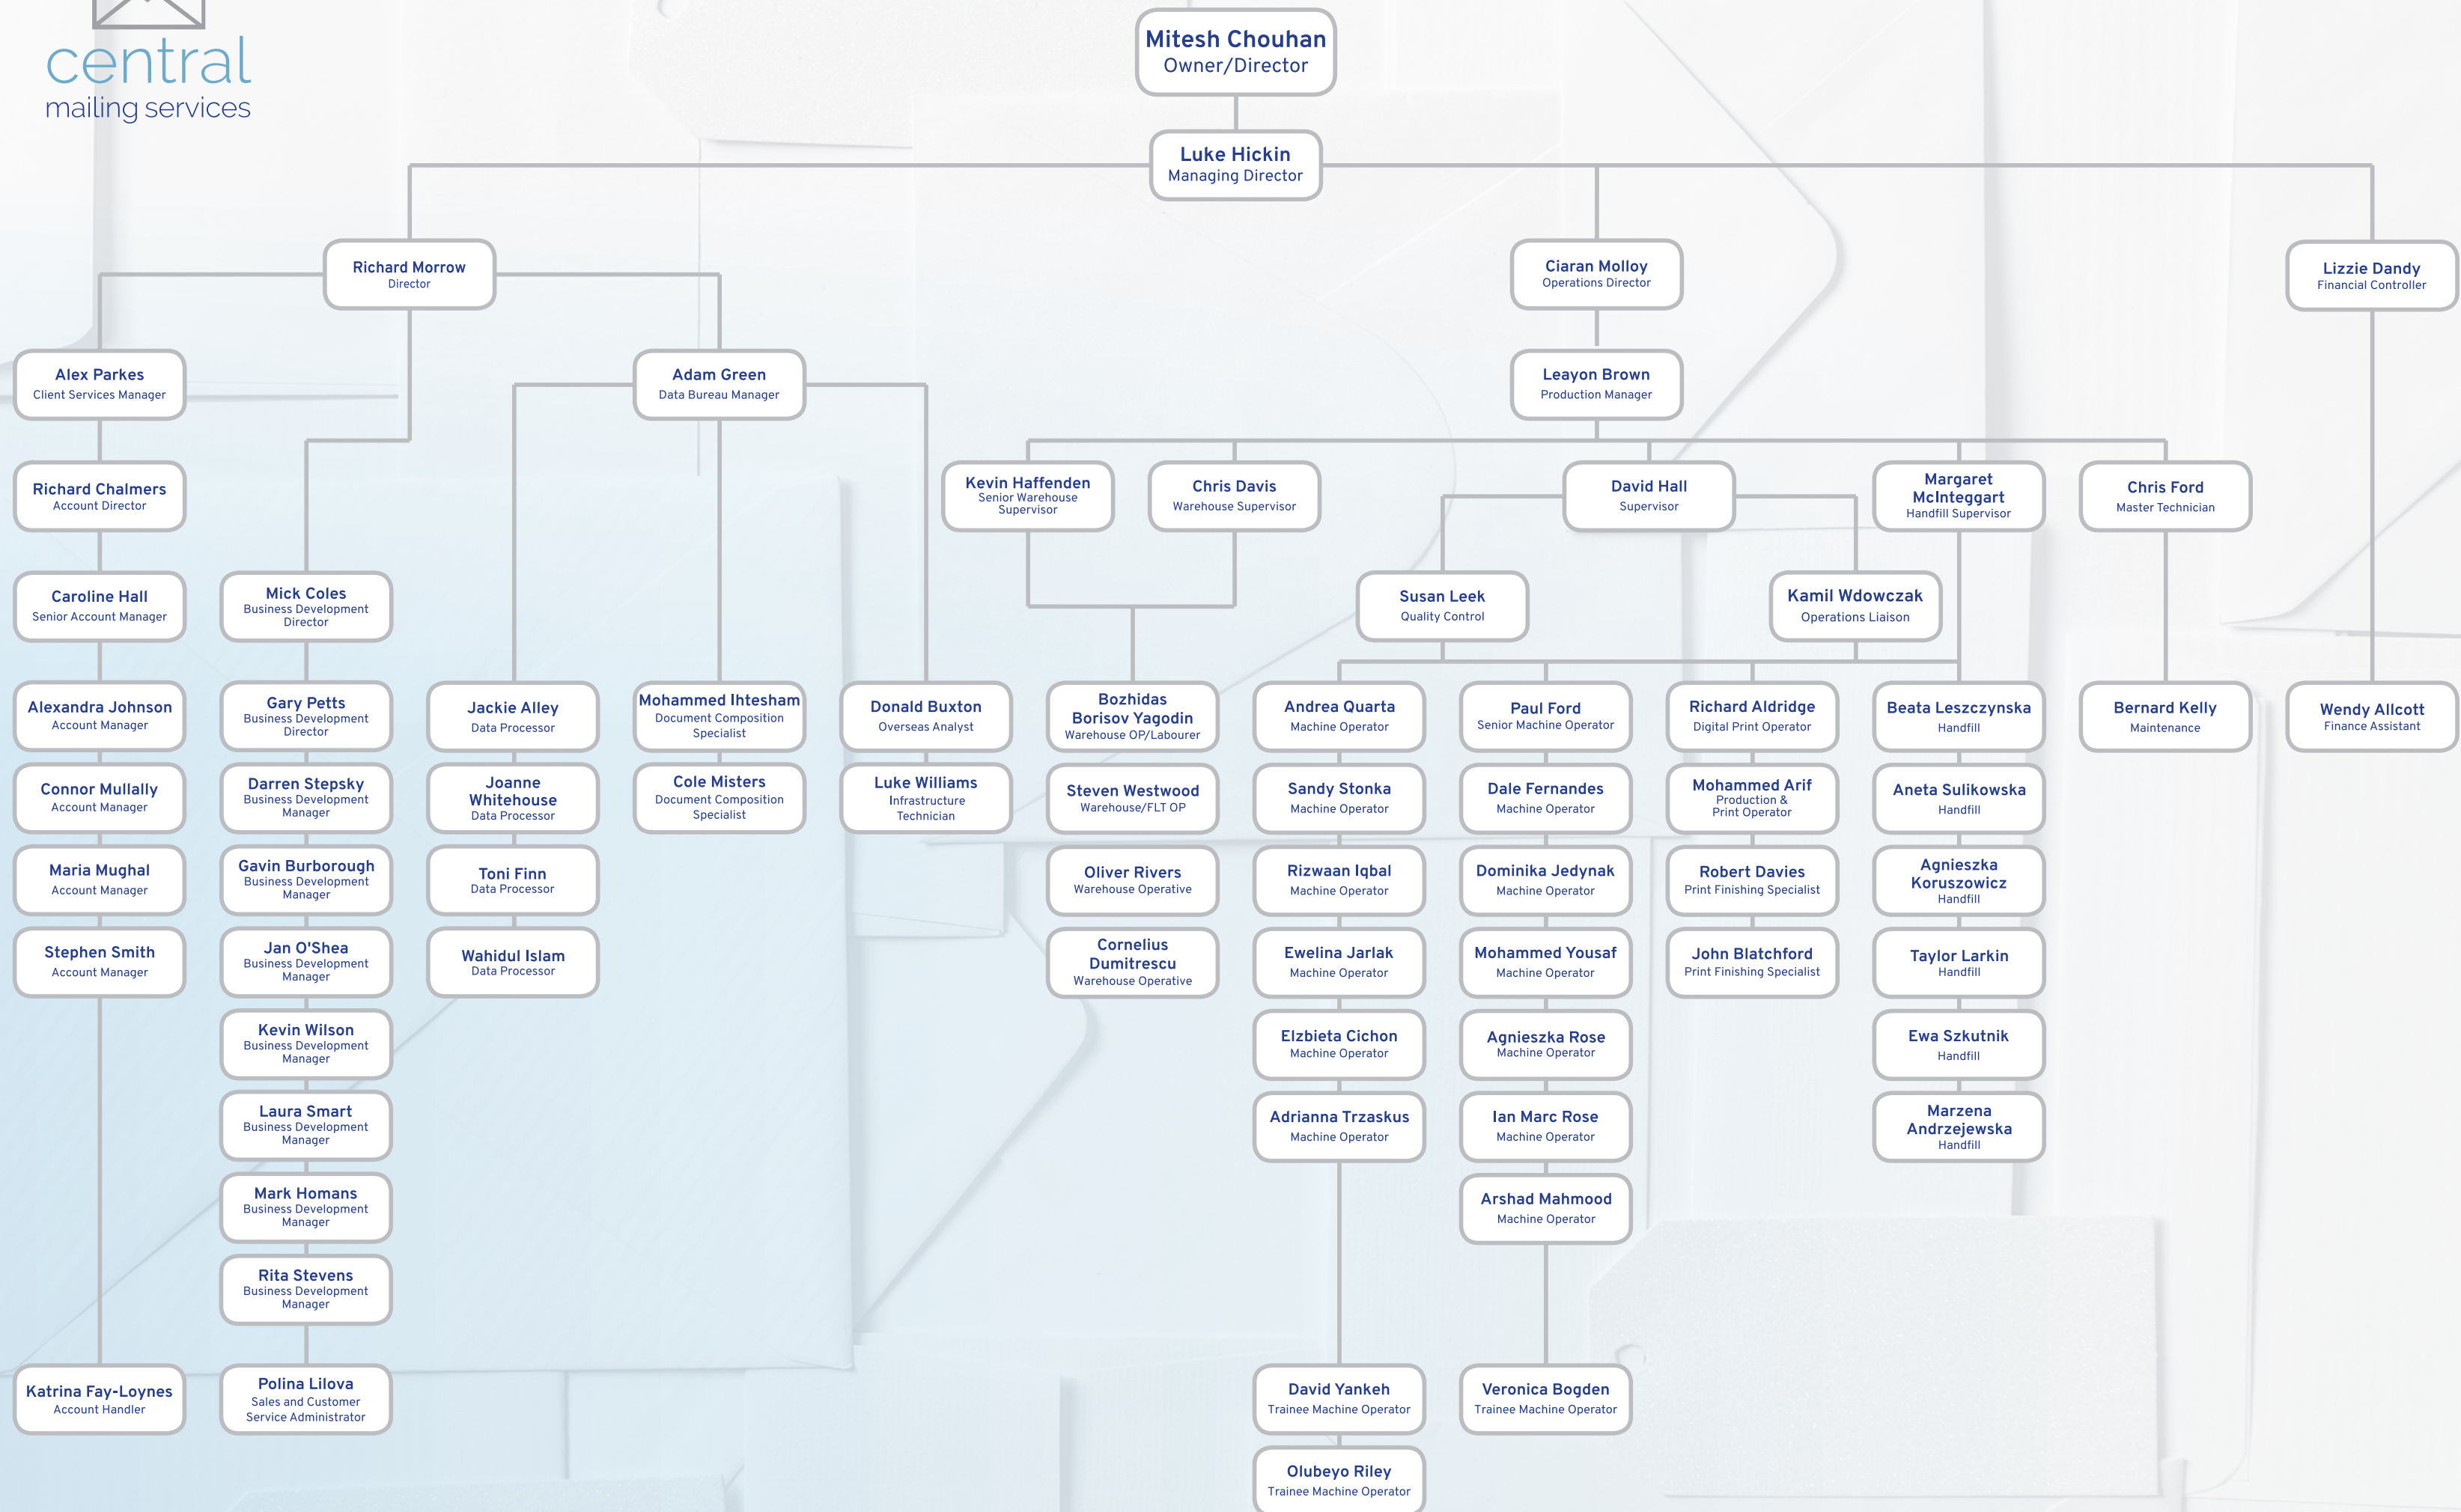 central
mailing services
Mitesh Chouhan
Owner/Director
Luke Hickin
Managing Director
Richard Morrow
Director
Ciaran Molloy
Operations Director
Lizzie Dandy
Financial Controller
Alex Parkes
Client Services Manager
Adam Green
Data Bureau Manager
Leayon Brown
Production Manager
Richard Chalmers
Account Director
Kevin Haffenden
Senior Warehouse
Supervisor
Chris Davis
Warehouse Supervisor
David Hall
Supervisor
Margaret
McInteggart
Handfill Supervisor
Chris Ford
Master Technician
Caroline Hall
Senior Account Manager
Mick Coles
Business Development
Director
Susan Leek
Quality Control
Kamil Wdowczak
Operations Liaison
Alexandra Johnson
Account Manager
Gary Petts
Business Development
Director
Jackie Alley
Data Processor
Mohammed Ihtesham
Document Composition
Specialist
Donald Buxton
Overseas Analyst
Bozhidas
Borisov Yagodin
Warehouse OP/Labourer
Andrea Quarta
Machine Operator
Paul Ford
Senior Machine Operator
Richard Aldridge
Digital Print Operator
Beata Leszczynska
Handfill
Bernard Kelly
Maintenance
Wendy Allcott
Finance Assistant
Connor Mullally
Account Manager
Darren Stepsky
Business Development
Manager
Joanne
Whitehouse
Data Processor
Cole Misters
Document Composition
Specialist
Luke Williams
Infrastructure
Technician
Steven Westwood
Warehouse/FLT OP
Sandy Stonka
Machine Operator
Dale Fernandes
Machine Operator
Mohammed Arif
Production &
Print Operator
Aneta Sulikowska
Handfill
Maria Mughal
Account Manager
Gavin Burborough
Business Development
Manager
Toni Finn
Data Processor
Oliver Rivers
Warehouse Operative
Rizwaan Iqbal
Machine Operator
Dominika Jedynak
Machine Operator
Robert Davies
Print Finishing Specialist
Agnieszka
Koruszowicz
Handfill
Stephen Smith
Account Manager
Jan O'Shea
Business Development
Manager
Wahidul Islam
Data Processor
Cornelius
Dumitrescu
Warehouse Operative
Ewelina Jarlak
Machine Operator
Mohammed Yousaf
Machine Operator
John Blatchford
Print Finishing Specialist
Taylor Larkin
Handfill
Kevin Wilson
Business Development
Manager
Elzbieta Cichon
Machine Operator
Agnieszka Rose
Machine Operator
Ewa Szkutnik
Handfill
Laura Smart
Business Development
Manager
Adrianna Trzaskus
Machine Operator
Ian Marc Rose
Machine Operator
Marzena
Andrzejewska
Handfill
Mark Homans
Business Development
Manager
Arshad Mahmood
Machine Operator
Rita Stevens
Business Development
Manager
Katrina Fay-Loynes
Account Handler
Polina Lilova
Sales and Customer
Service Administrator
David Yankeh
Trainee Machine Operator
Veronica Bogden
Trainee Machine Operator
Olubeyo Riley
Trainee Machine Operator